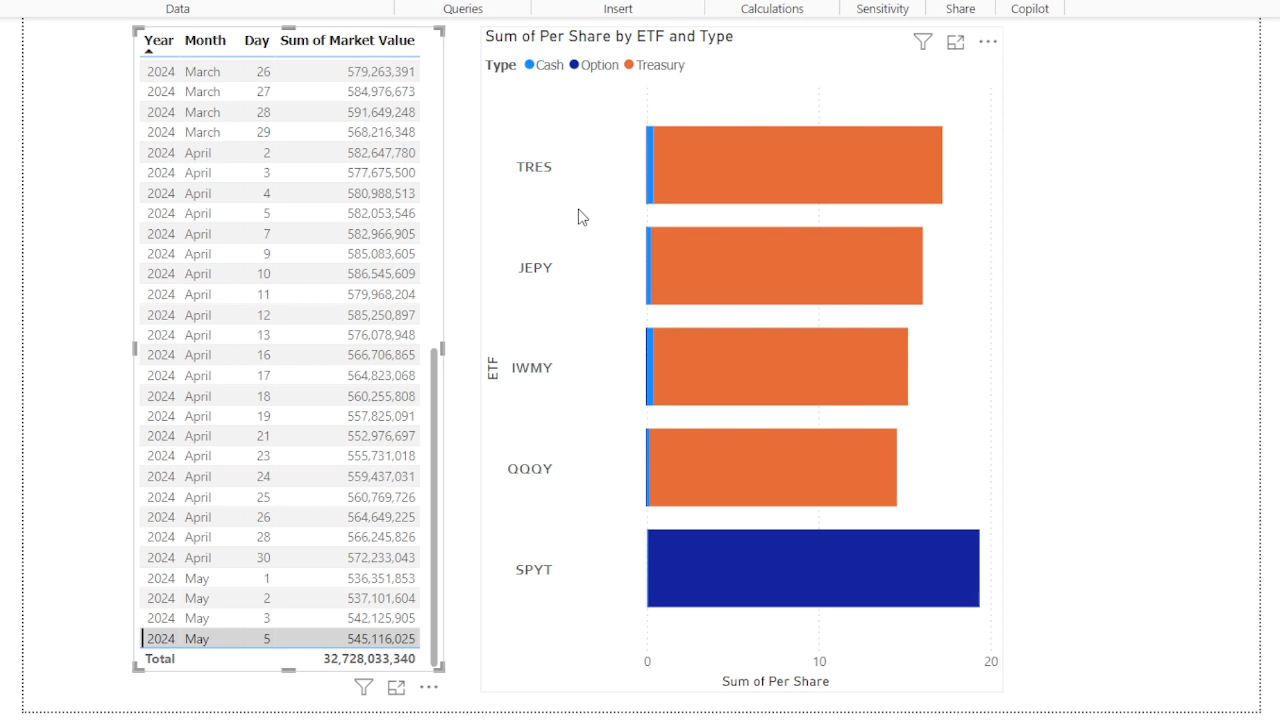 Data Queries Insert Calculations Sensitivity Share Copilot
Year Month Day Sum of Market Value
2024 March 26 579,263,391
2024 March 27 584,976,673
2024 March 28 591,649,248
2024 March 29 568,216,348
2024 April 2 582,647,780
2024 April 3 577,675,500
2024 April 4 580,988,513
2024 April 5 582,053,546
2024 April 7 582,966,905
2024 April 9 585,083,605
2024 April 10 586,545,609
2024 April 11 579,968,204
2024 April 12 585,250,897
2024 April 13 576,078,948
2024 April 16 566,706,865
2024 April 17 564,823,068
2024 April 18 560,255,808
2024 April 19 557,825,091
2024 April 21 552,976,697
2024 April 23 555,731,018
2024 April 24 559,437,031
2024 April 25 560,769,726
2024 April 26 564,649,225
2024 April 28 566,245,826
2024 April 30 572,233,043
2024 May 1 536,351,853
2024 May 2 537,101,604
2024 May 3 542,125,905
2024 May 5 545,116,025
Total 32,728,033,340
Sum of Per Share by ETF and Type
Type Cash Option Treasury
TRES
JEPY
IWMY
QQQY
SPYT
ETF
0 10 20
Sum of Per Share